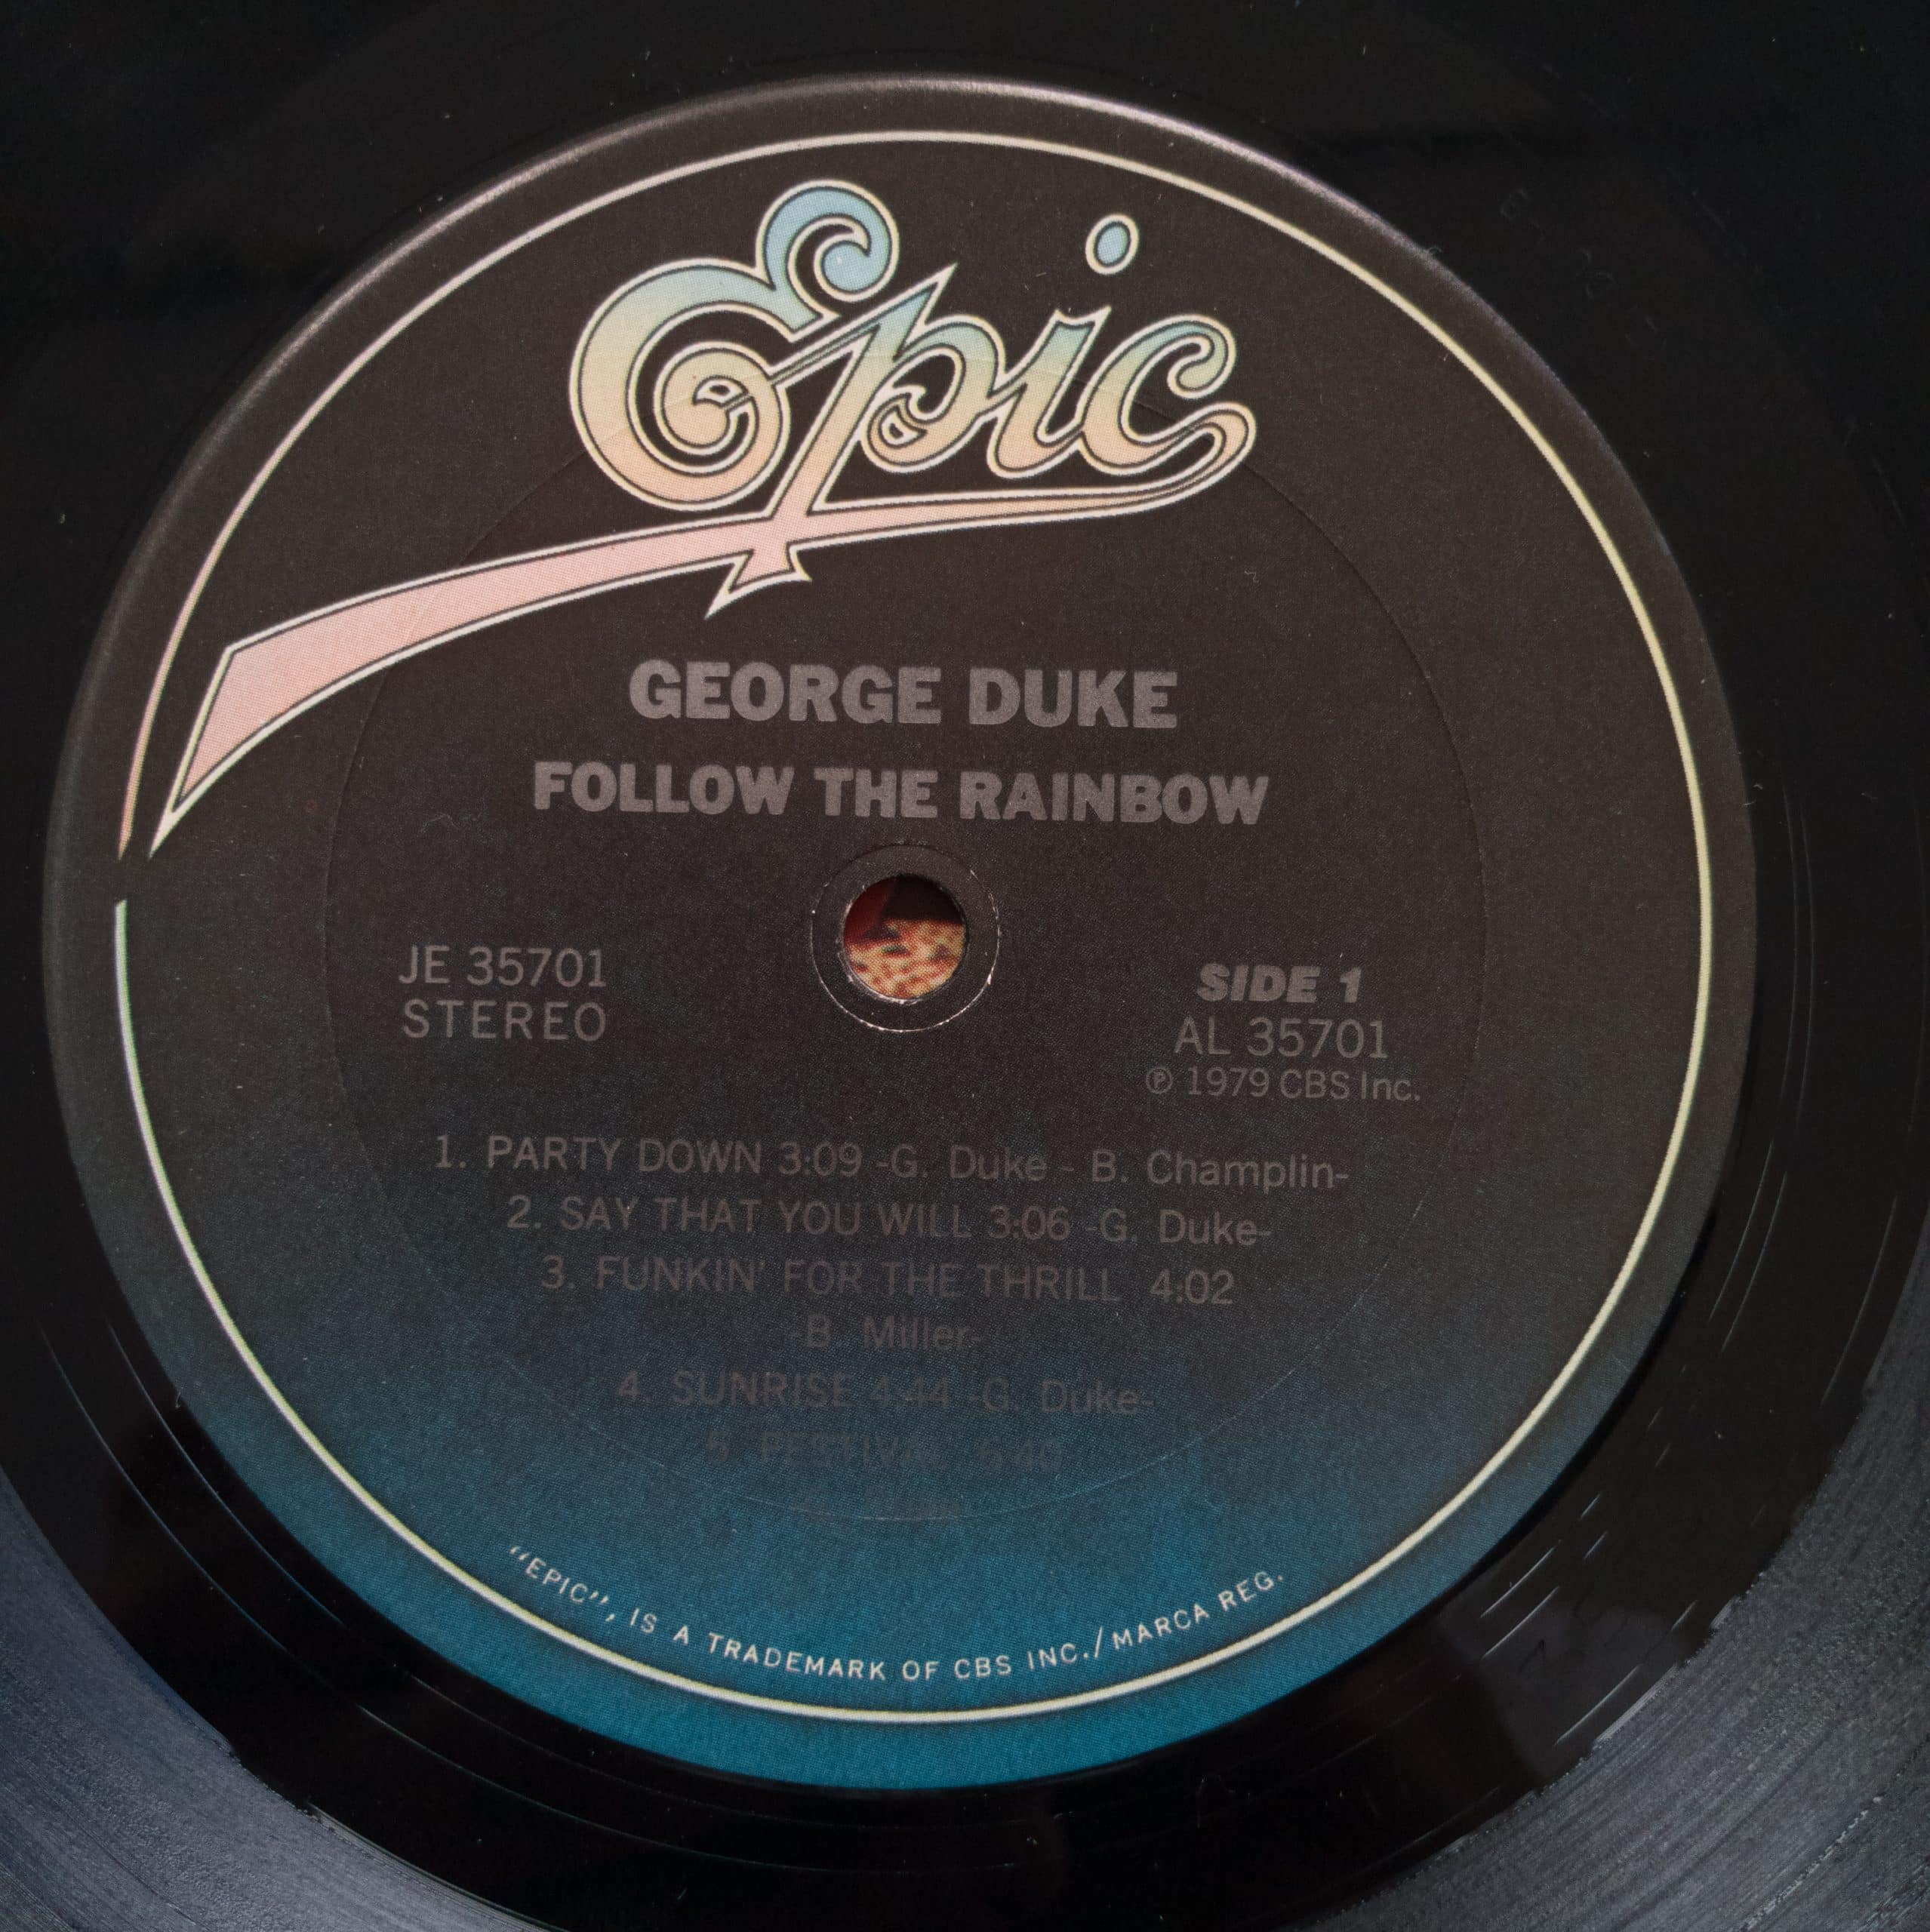 Epic
GEORGE DUKE
FOLLOW THE RAINBOW
JE 35701
STEREO
SIDE 1
AL 35701
℗ 1979 CBS Inc.
1. PARTY DOWN 3:09 -G. Duke - B. Champlin-
2. SAY THAT YOU WILL 3:06 -G. Duke-
3. FUNKIN' FOR THE THRILL 4:02
-B. Miller-
4. SUNRISE 4:44 -G. Duke-
5. FESTIVAL
"EPIC", IS A TRADEMARK OF CBS INC./MARCA REG.